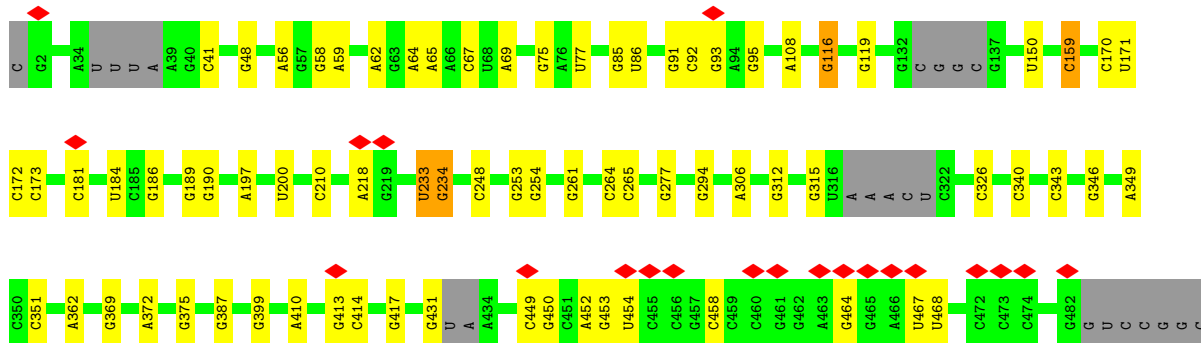 C G2 A34 U U U A A39 G40 C41 G48 A56 G57 G58 A59 A62 G63 A64 A65 A66 C67 U68 A69 G75 A76 U77 G85 U86 G91 C92 G93 A94 G95 A108 G116 G119 G132 C G G C G137 U150 C159 C170 U171
C172 C173 C181 U184 C185 G186 G189 G190 A197 U200 C210 A218 G219 U233 G234 C248 G253 G254 G261 C264 C265 G277 G294 A306 G312 G315 U316 A A A C U C322 C326 C340 C343 G346 A349
C350 C351 A362 G369 A372 G375 G387 G399 A410 G413 C414 G417 G431 U A A434 C449 G450 C451 A452 G453 U454 C455 C456 G457 C458 C459 C460 G461 G462 A463 G464 G465 A466 U467 U468 C472 C473 C474 G482 G U C C G G C